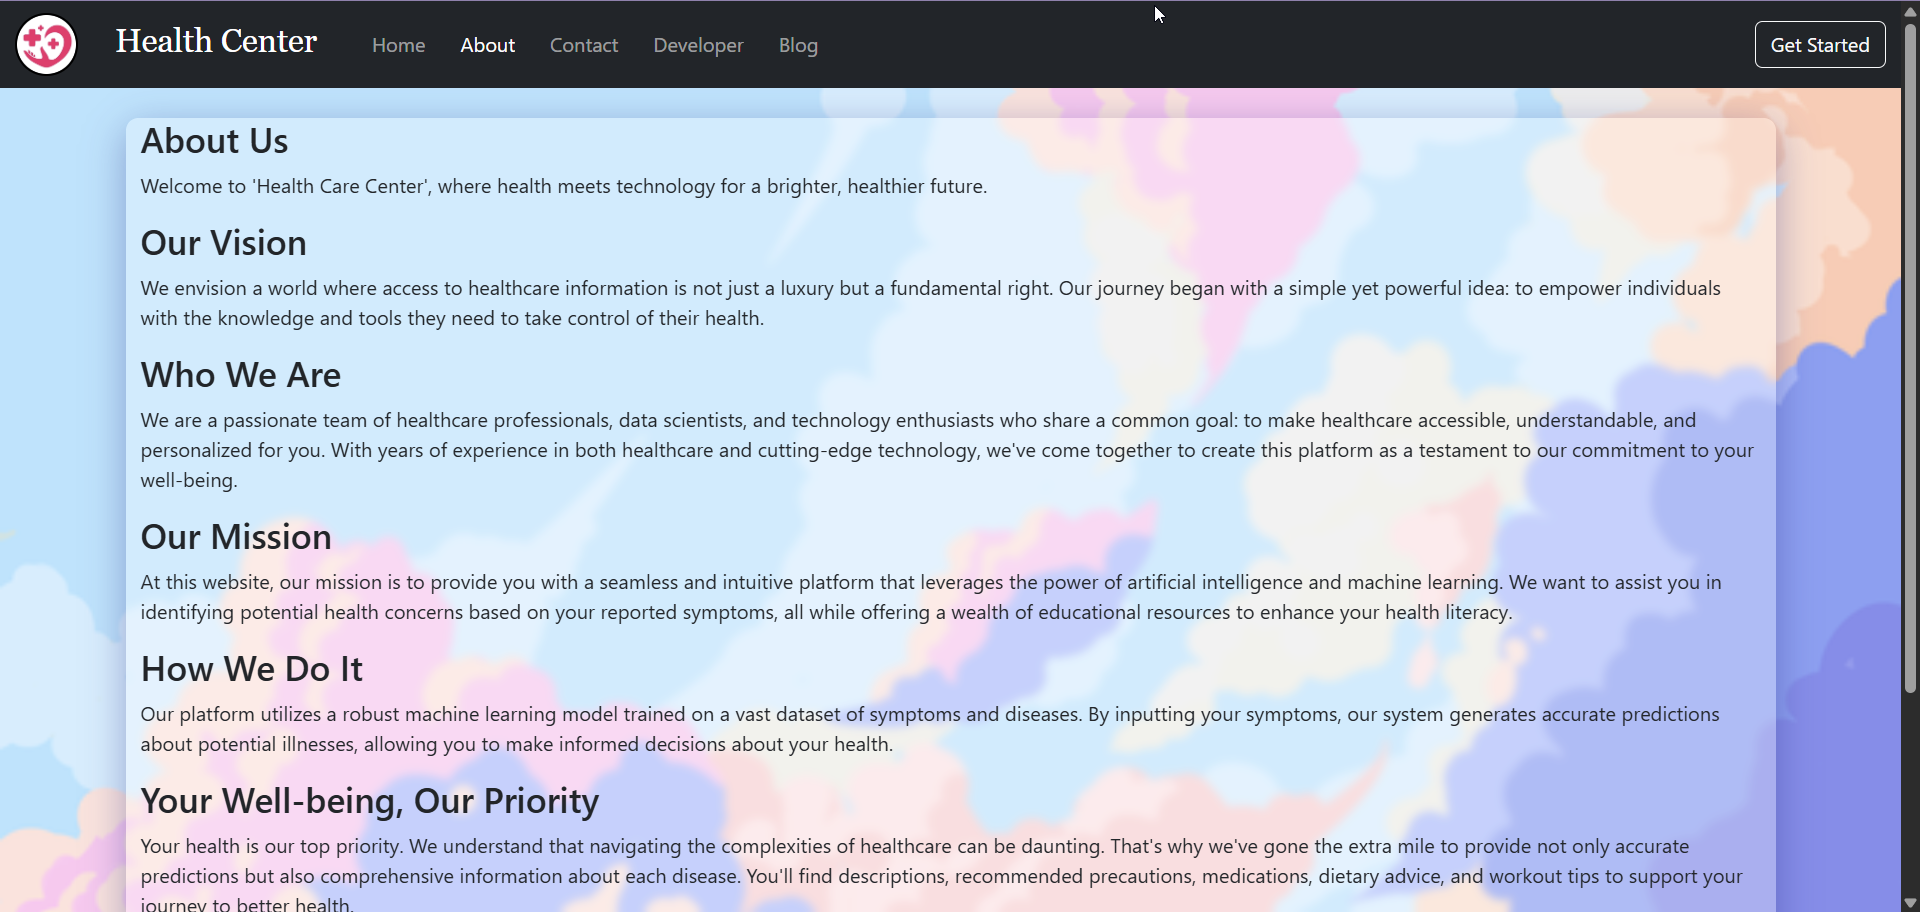 Health Center
Home
About
Contact
Developer
Blog
Get Started
About Us
Welcome to 'Health Care Center', where health meets technology for a brighter, healthier future.
Our Vision
We envision a world where access to healthcare information is not just a luxury but a fundamental right. Our journey began with a simple yet powerful idea: to empower individuals
with the knowledge and tools they need to take control of their health.
Who We Are
We are a passionate team of healthcare professionals, data scientists, and technology enthusiasts who share a common goal: to make healthcare accessible, understandable, and
personalized for you. With years of experience in both healthcare and cutting-edge technology, we've come together to create this platform as a testament to our commitment to your
well-being.
Our Mission
At this website, our mission is to provide you with a seamless and intuitive platform that leverages the power of artificial intelligence and machine learning. We want to assist you in
identifying potential health concerns based on your reported symptoms, all while offering a wealth of educational resources to enhance your health literacy.
How We Do It
Our platform utilizes a robust machine learning model trained on a vast dataset of symptoms and diseases. By inputting your symptoms, our system generates accurate predictions
about potential illnesses, allowing you to make informed decisions about your health.
Your Well-being, Our Priority
Your health is our top priority. We understand that navigating the complexities of healthcare can be daunting. That's why we've gone the extra mile to provide not only accurate
predictions but also comprehensive information about each disease. You'll find descriptions, recommended precautions, medications, dietary advice, and workout tips to support your
journey to better health.